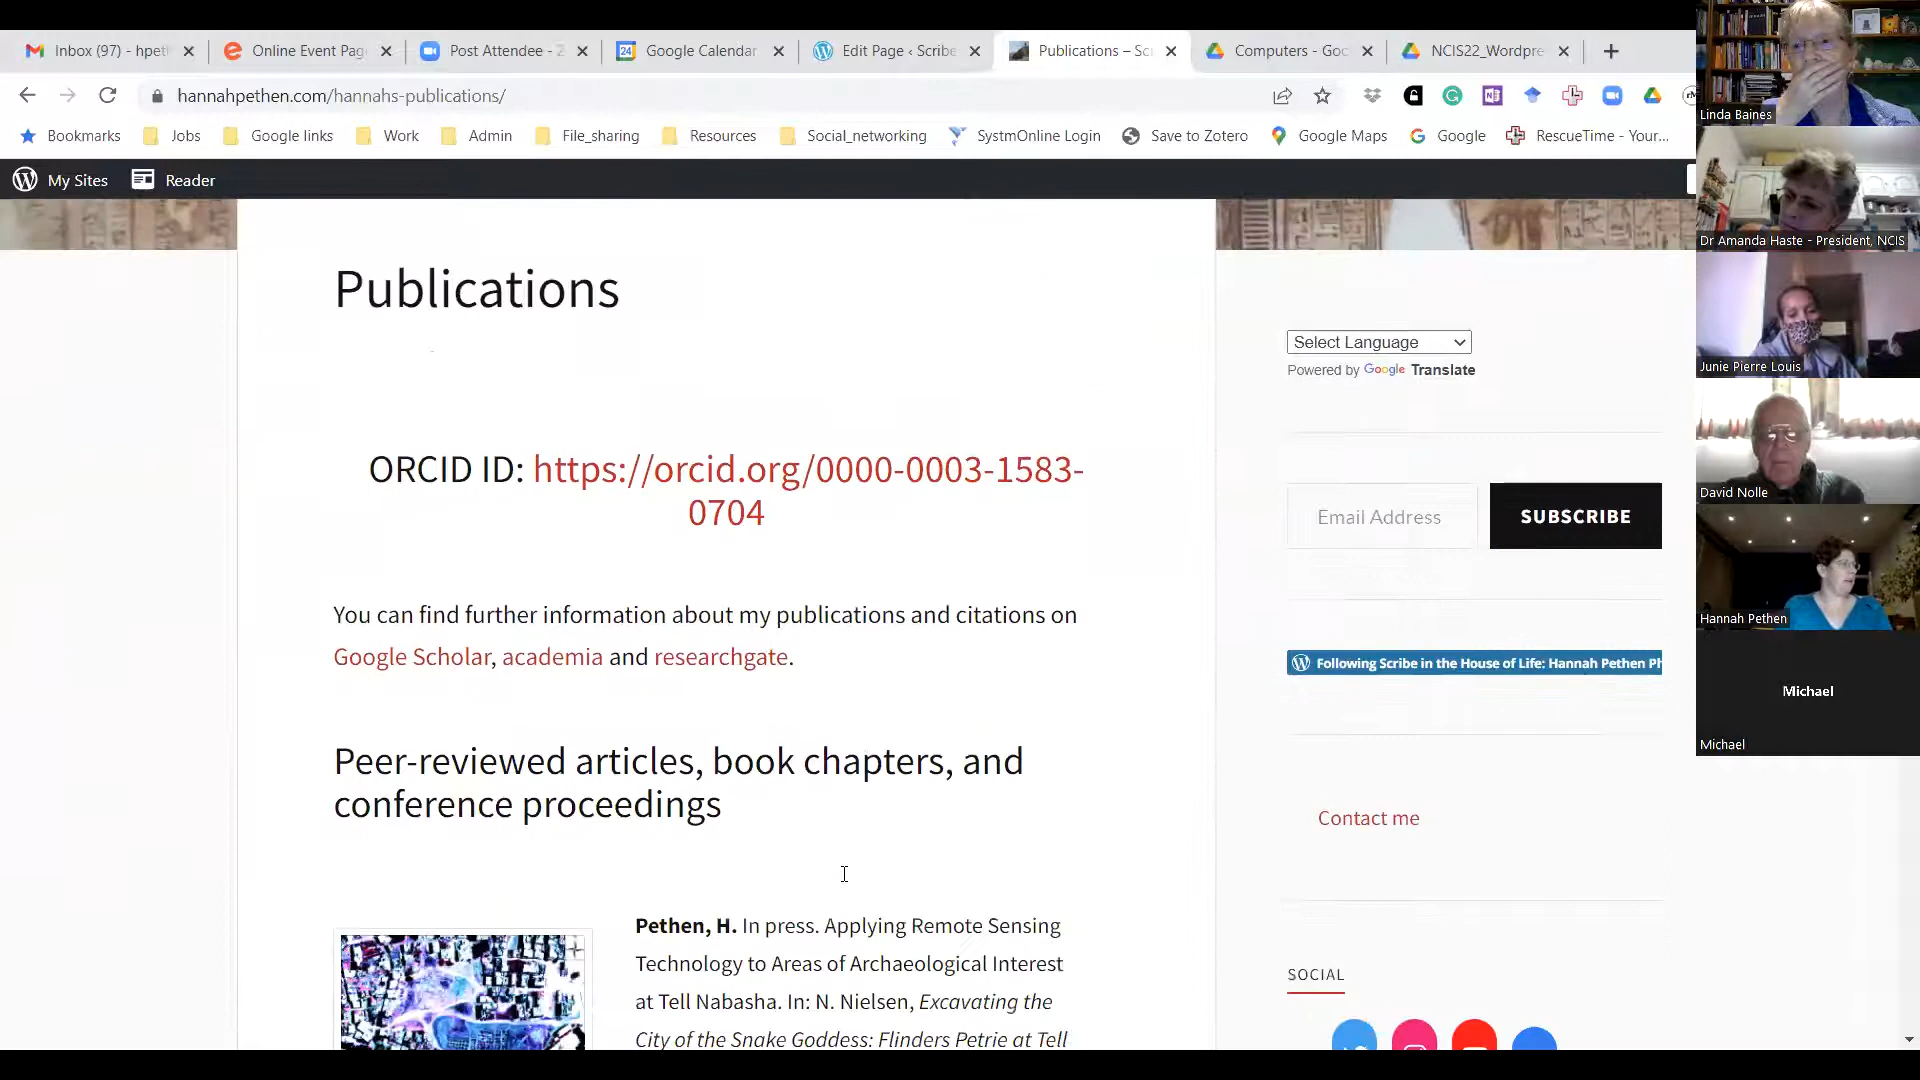 Inbox (97) - hpeth
Online Event Pag
Post Attendee - Z
Google Calendar
Edit Page ‹ Scribe
Publications – Sc
Computers - Goo
NCIS22_Wordpre
hannahpethen.com/hannahs-publications/
Bookmarks
Jobs
Google links
Work
Admin
File_sharing
Resources
Social_networking
SystmOnline Login
Save to Zotero
Google Maps
Google
RescueTime - Your...
My Sites
Reader
Publications
ORCID ID: https://orcid.org/0000-0003-1583-
0704
You can find further information about my publications and citations on
Google Scholar, academia and researchgate.
Peer-reviewed articles, book chapters, and
conference proceedings
Pethen, H. In press. Applying Remote Sensing
Technology to Areas of Archaeological Interest
at Tell Nabasha. In: N. Nielsen, Excavating the
City of the Snake Goddess: Flinders Petrie at Tell
Select Language
Powered by Google Translate
Email Address
SUBSCRIBE
Following Scribe in the House of Life: Hannah Pethen Ph
Contact me
SOCIAL
Linda Baines
Dr Amanda Haste - President, NCIS
Junie Pierre Louis
David Nolle
Hannah Pethen
Michael
Michael